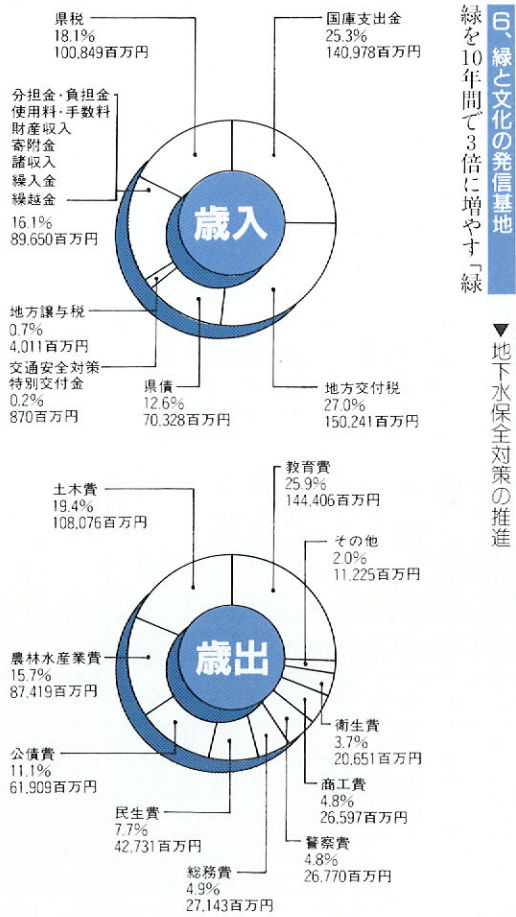 6、緑と文化の発信基地
緑を10年間で3倍に増やす「緑
▼地下水保全対策の推進
県税
18.1%
100,849百万円
国庫支出金
25.3%
140,978百万円
分担金・負担金
使用料・手数料
財産収入
寄附金
諸収入
繰入金
繰越金
16.1%
89.650百万円
歳入
地方譲与税
0.7%
4,011百万円
交通安全対策
特別交付金
0.2%
870百万円
県債
12.6%
70.328百万円
地方交付税
27.0%
150.241百万円
土木費
19.4%
108,076百万円
教育費
25.9%
144,406百万円
その他
2.0%
11.225百万円
歳出
農林水産業費
15.7%
87,419百万円
衛生費
3.7%
20.651百万円
公債費
11.1%
61.909百万円
商工費
4.8%
26.597百万円
民生費
7.7%
42.731百万円
警察費
4.8%
26.770百万円
総務費
4.9%
27,143百万円